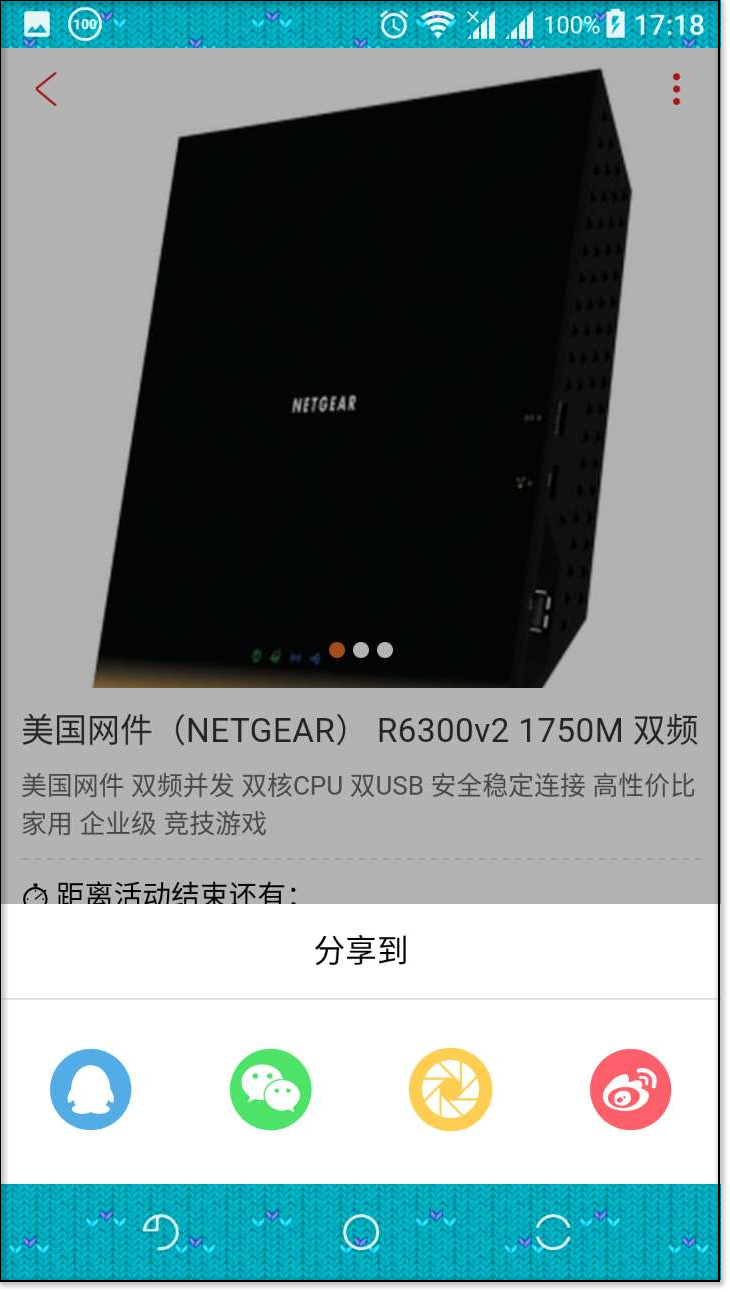 100
100%
17:18
NETGEAR
美国网件（NETGEAR） R6300v2 1750M 双频
美国网件 双频并发 双核CPU 双USB 安全稳定连接 高性价比
家用 企业级 竞技游戏
距离活动结束还有：
分享到